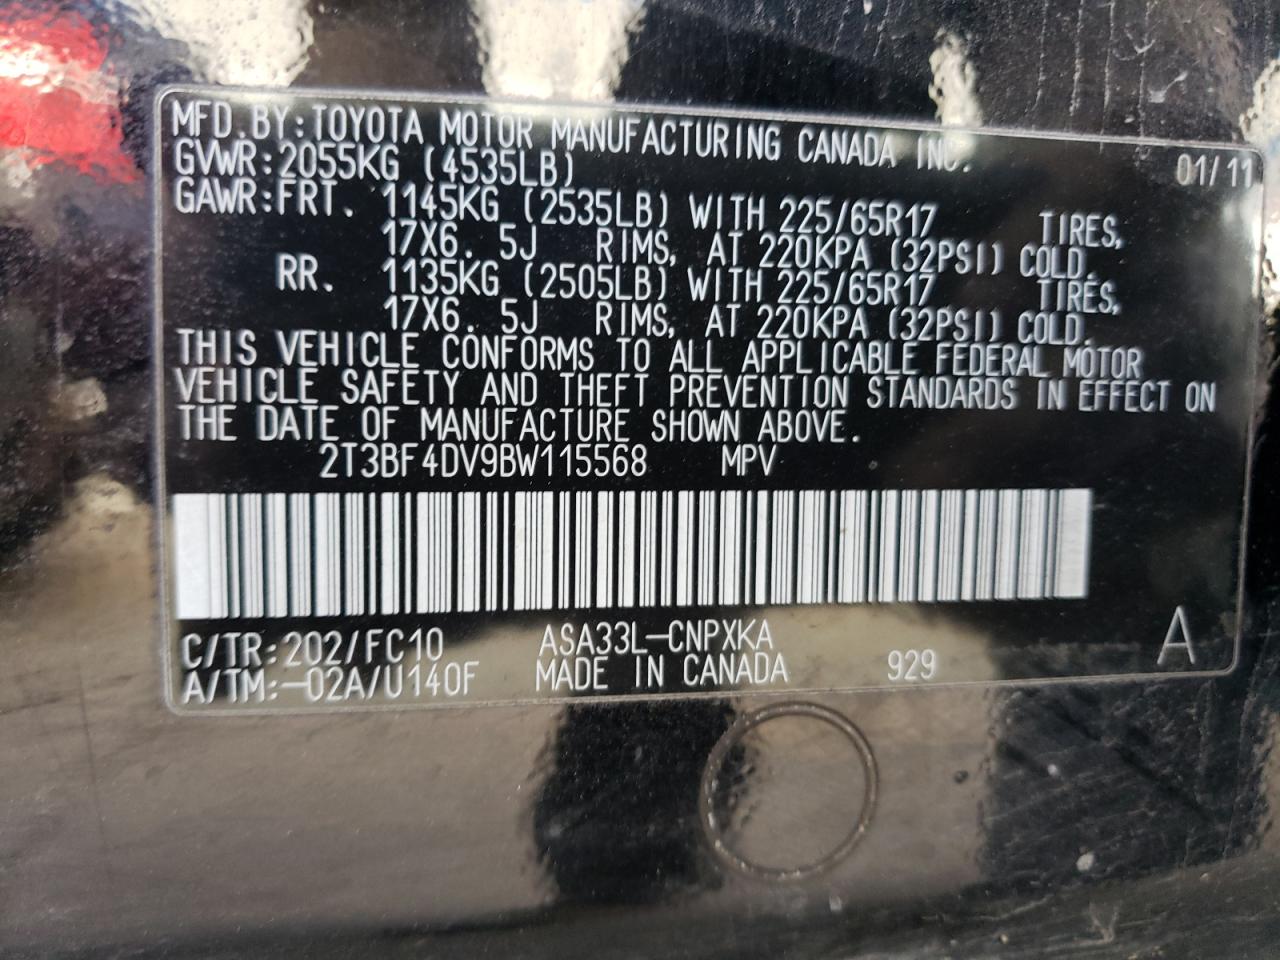 MFD.BY:TOYOTA MOTOR MANUFACTURING CANADA INC. 01/11
GVWR:2055KG (4535LB)
GAWR:FRT. 1145KG (2535LB) WITH 225/65R17 TIRES,
17X6.5J RIMS, AT 220KPA (32PSI) COLD.
RR. 1135KG (2505LB) WITH 225/65R17 TIRES,
17X6.5J RIMS, AT 220KPA (32PSI) COLD.
THIS VEHICLE CONFORMS TO ALL APPLICABLE FEDERAL MOTOR
VEHICLE SAFETY AND THEFT PREVENTION STANDARDS IN EFFECT ON
THE DATE OF MANUFACTURE SHOWN ABOVE.
2T3BF4DV9BW115568 MPV
C/TR:202/FC10 ASA33L-CNPXKA A
A/TM:-02A/U140F MADE IN CANADA 929